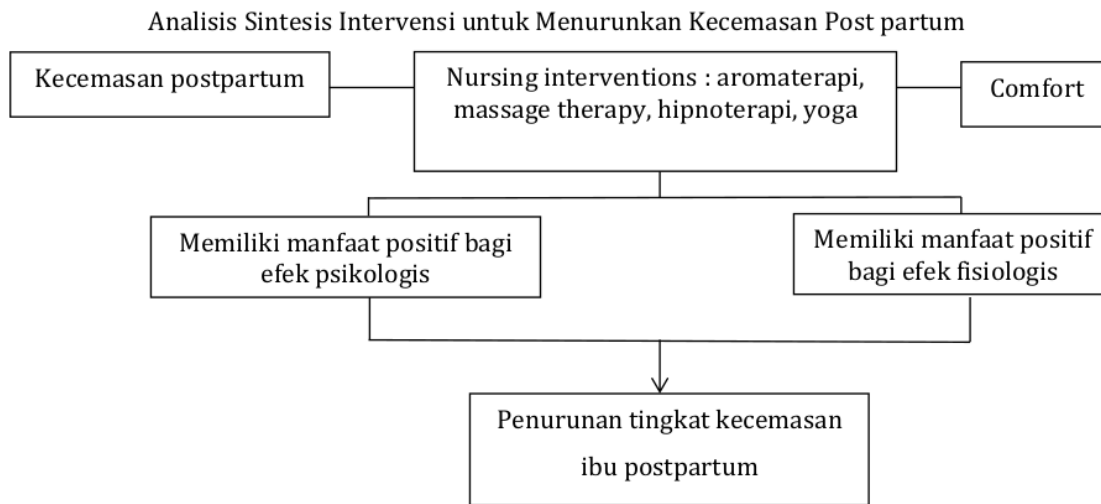 Analisis Sintesis Intervensi untuk Menurunkan Kecemasan Post partum
Kecemasan postpartum
Nursing interventions : aromaterapi,
massage therapy, hipnoterapi, yoga
Comfort
Memiliki manfaat positif bagi
efek psikologis
Memiliki manfaat positif
bagi efek fisiologis
Penurunan tingkat kecemasan
ibu postpartum